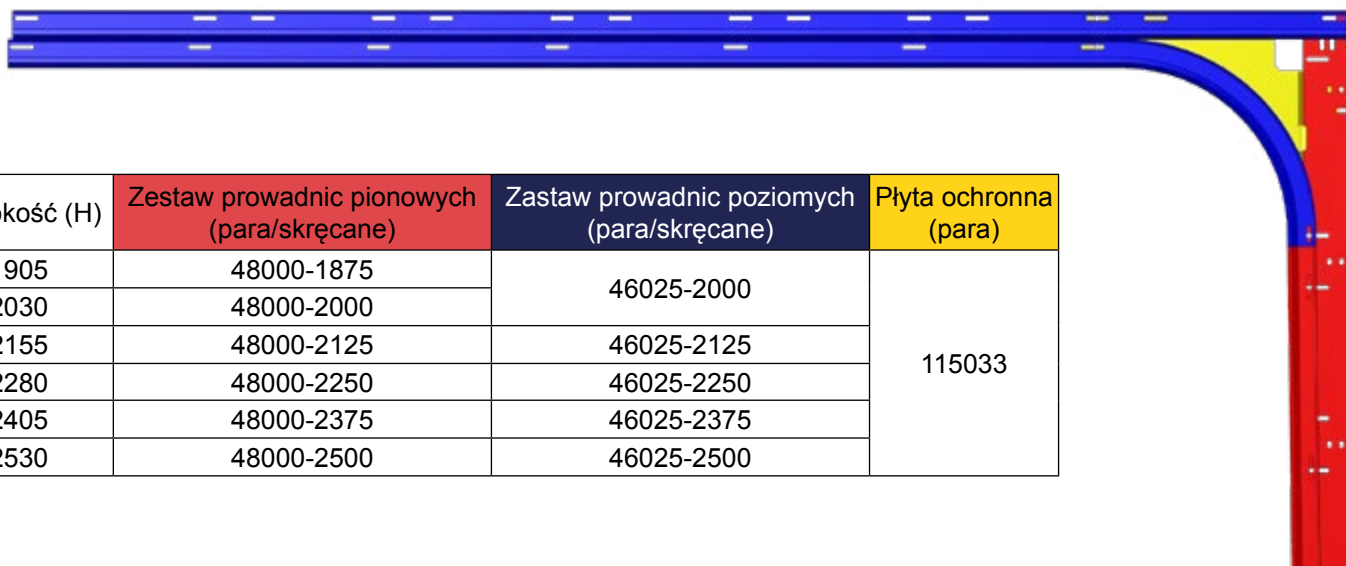 Zestaw prowadnic pionowych
(para/skręcane)
Zastaw prowadnic poziomych
(para/skręcane)
Płyta ochronna
(para)
okość (H)
905 48000-1875 46025-2000 115033
2030 48000-2000
2155 48000-2125 46025-2125
2280 48000-2250 46025-2250
2405 48000-2375 46025-2375
2530 48000-2500 46025-2500